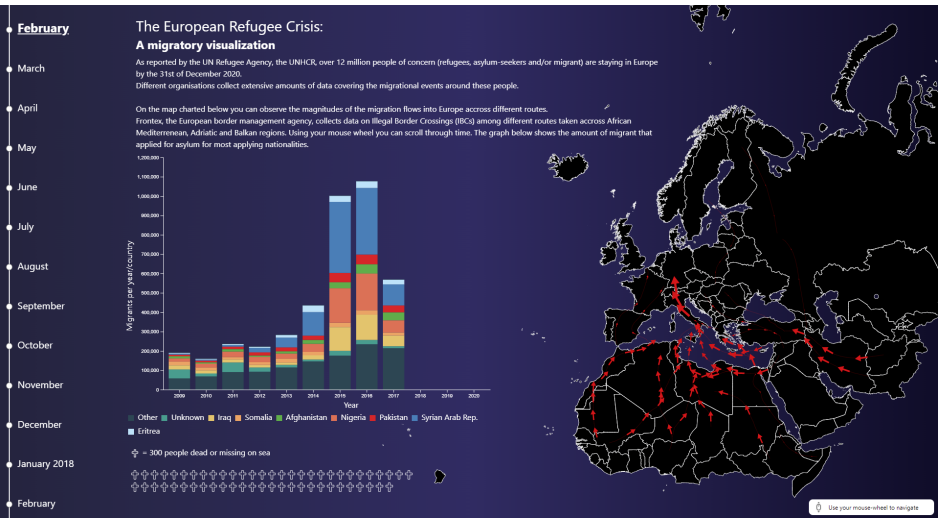 February
March
April
May
June
July
August
September
October
November
December
January 2018
February
The European Refugee Crisis:
A migratory visualization
As reported by the UN Refugee Agency, the UNHCR, over 12 million people of concern (refugees, asylum-seekers and/or migrant) are staying in Europe
by the 31st of December 2020.
Different organisations collect extensive amounts of data covering the migrational events around these people.
On the map charted below you can observe the magnitudes of the migration flows into Europe accross different routes.
Frontex, the European border management agency, collects data on Illegal Border Crossings (IBCs) among different routes taken accross African
Mediterrenean, Adriatic and Balkan regions. Using your mouse wheel you can scroll through time. The graph below shows the amount of migrant that
applied for asylum for most applying nationalities.
1,200,000
1,100,000
1,000,000
900,000
800,000
700,000
600,000
500,000
400,000
300,000
200,000
100,000
0
Migrants per year/country
2009 2010 2011 2012 2013 2014 2015 2016 2017 2018 2019 2020
Year
Other Unknown Iraq Somalia Afghanistan Nigeria Pakistan Syrian Arab Rep.
Eritrea
= 300 people dead or missing on sea
Use your mouse-wheel to navigate